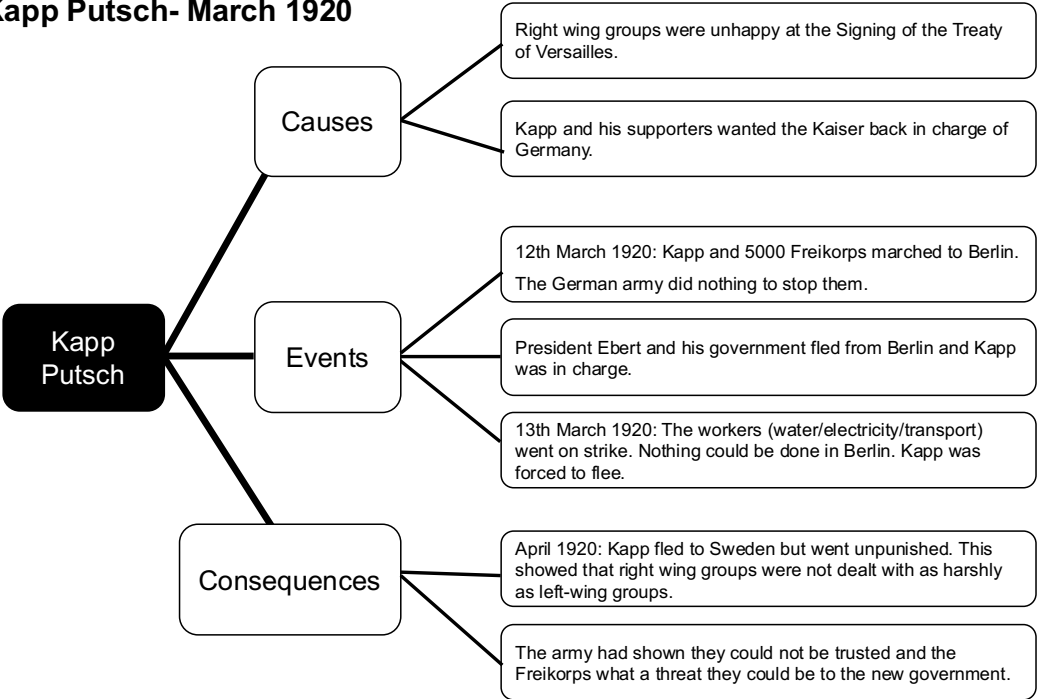 Kapp Putsch- March 1920
Right wing groups were unhappy at the Signing of the Treaty
of Versailles.
Causes
Kapp and his supporters wanted the Kaiser back in charge of
Germany.
12th March 1920: Kapp and 5000 Freikorps marched to Berlin.
The German army did nothing to stop them.
Kapp
Putsch
Events
President Ebert and his government fled from Berlin and Kapp
was in charge.
13th March 1920: The workers (water/electricity/transport)
went on strike. Nothing could be done in Berlin. Kapp was
forced to flee.
Consequences
April 1920: Kapp fled to Sweden but went unpunished. This
showed that right wing groups were not dealt with as harshly
as left-wing groups.
The army had shown they could not be trusted and the
Freikorps what a threat they could be to the new government.